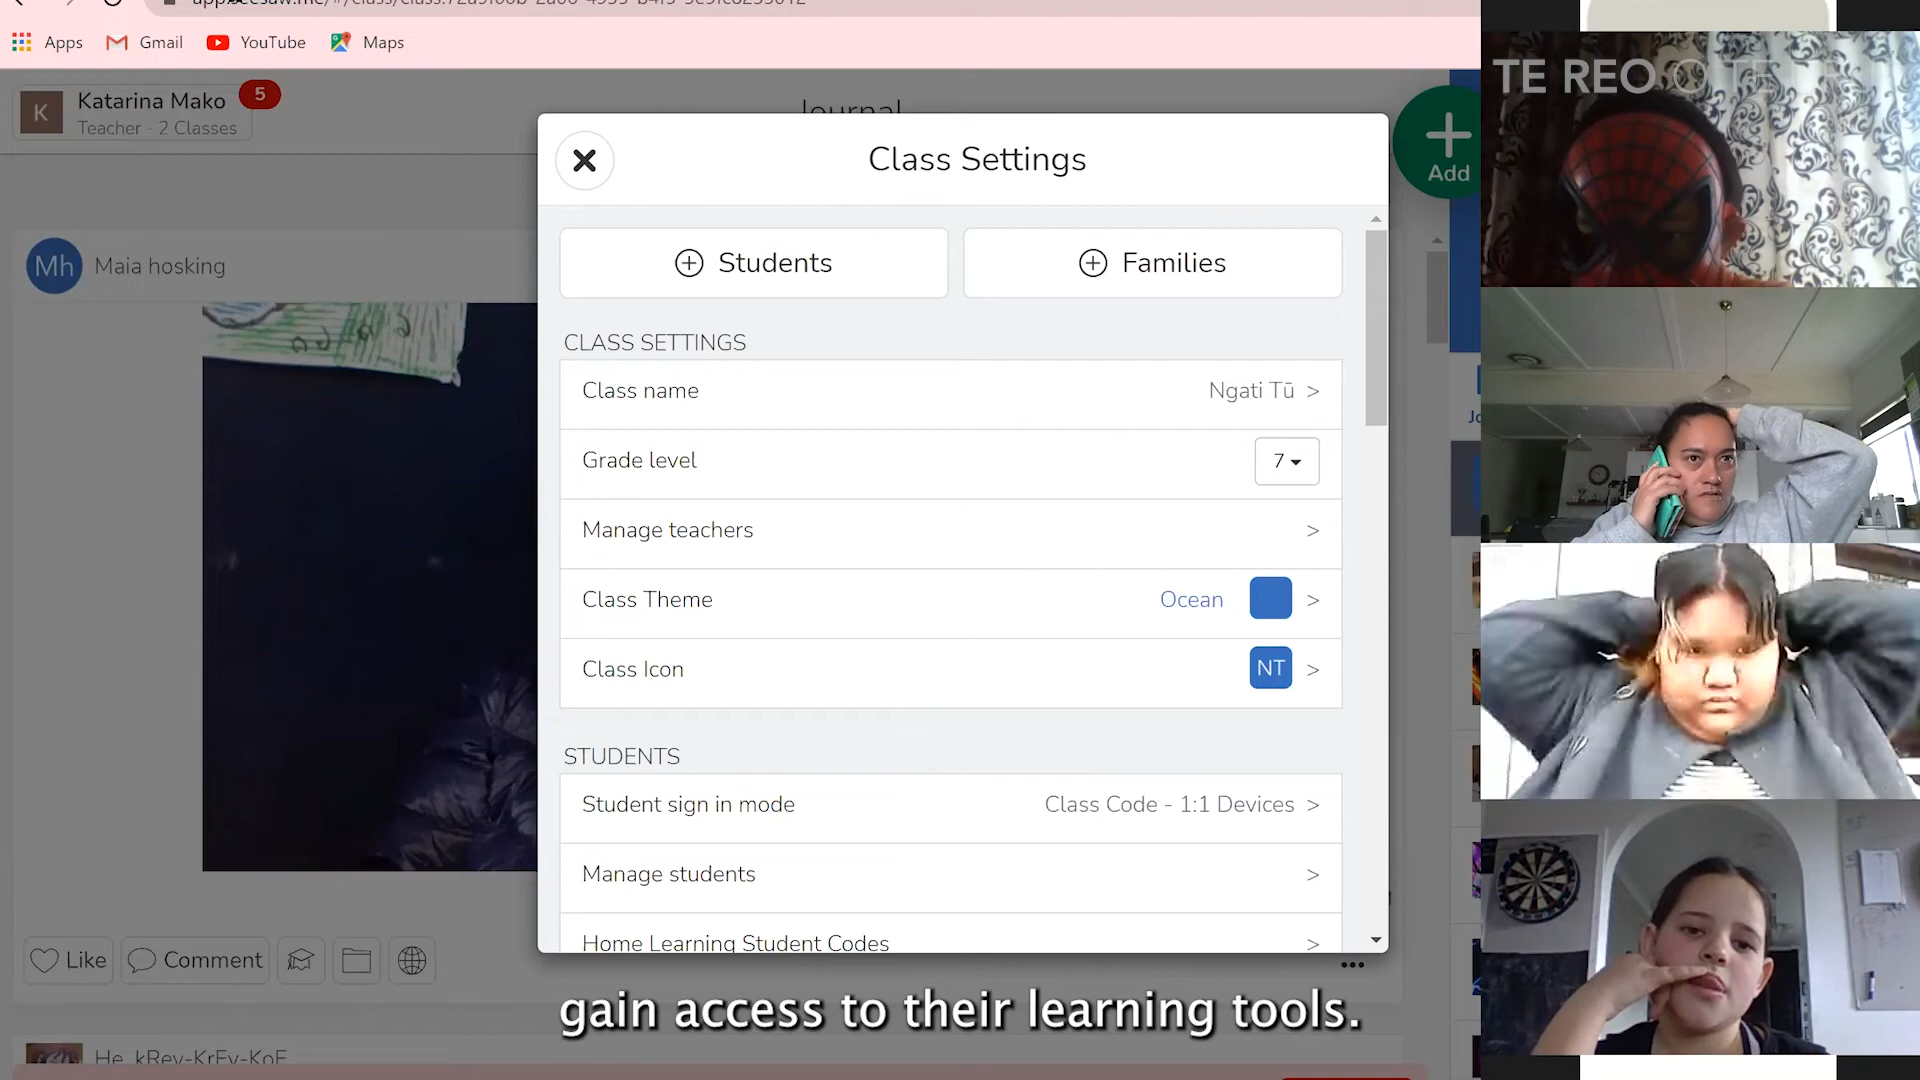 Apps Gmail YouTube Maps
TE REO
Katarina Mako 5
Teacher · 2 Classes
K
Journal
Class Settings
Add
Students
Families
Mh Maia hosking
CLASS SETTINGS
Class name Ngati Tū >
Grade level 7
Manage teachers >
Class Theme Ocean >
Class Icon NT >
STUDENTS
Student sign in mode Class Code - 1:1 Devices >
Manage students >
Home Learning Student Codes >
Like Comment
gain access to their learning tools.